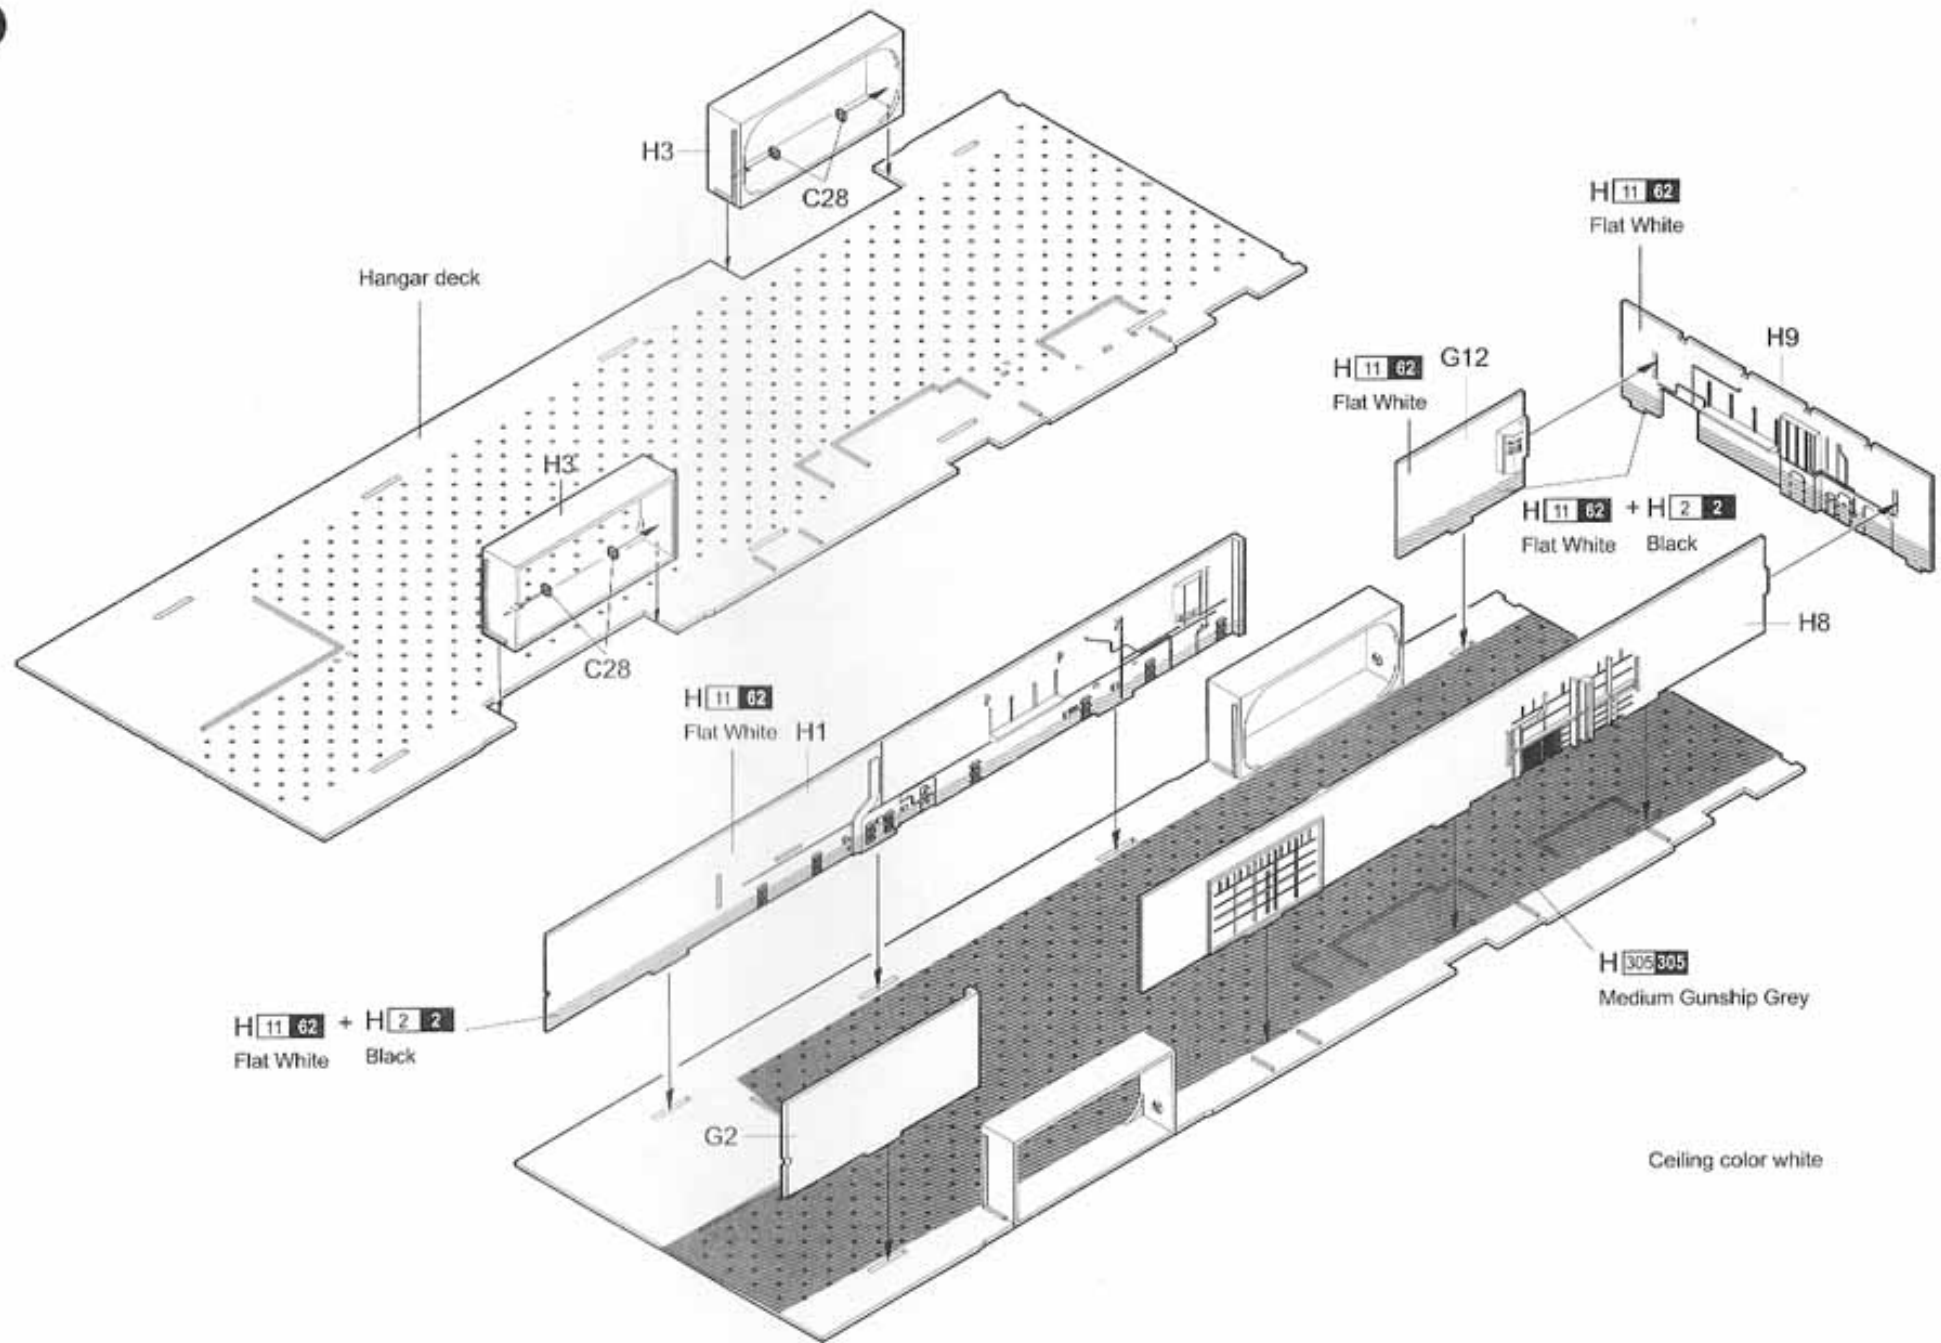 H3
C28
Hangar deck
H3
C28
H 11 62
Flat White
H9
H 11 62 G12
Flat White
H 11 62 + H 2 2
Flat White Black
H8
H 11 62
Flat White H1
H 305 305
Medium Gunship Grey
H 11 62 + H 2 2
Flat White Black
G2
Ceiling color white